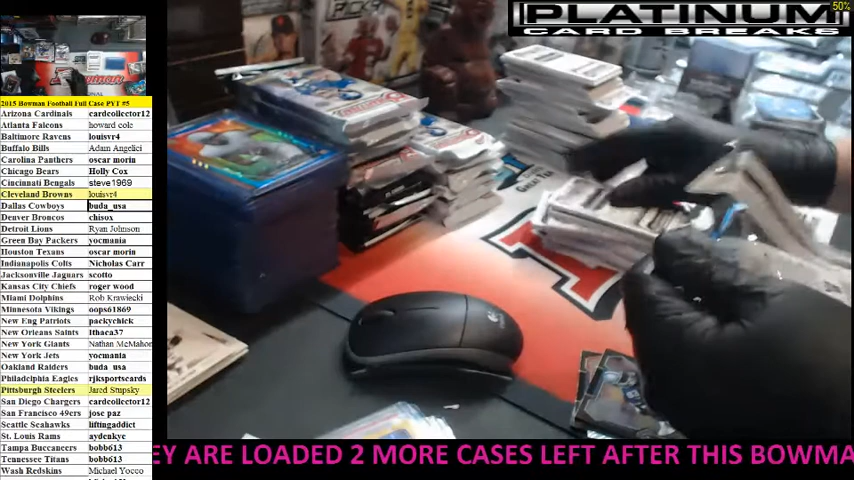 PLATINUM
CARD BREAKS
50%
2015 Bowman Football Full Case PYT #5
Arizona Cardinals cardcollector12
Atlanta Falcons howard cole
Baltimore Ravens louisvr4
Buffalo Bills Adam Angelici
Carolina Panthers oscar morin
Chicago Bears Holly Cox
Cincinnati Bengals steve1969
Cleveland Browns louisvr4
Dallas Cowboys buda_usa
Denver Broncos chisox
Detroit Lions Ryan Johnson
Green Bay Packers yocmania
Houston Texans oscar morin
Indianapolis Colts Nicholas Carr
Jacksonville Jaguars scotto
Kansas City Chiefs roger wood
Miami Dolphins Rob Krawiecki
Minnesota Vikings oops61869
New Eng Patriots packychick
New Orleans Saints Ithaca37
New York Giants Nathan McMahon
New York Jets yocmania
Oakland Raiders buda_usa
Philadelphia Eagles rjksportscards
Pittsburgh Steelers Jared Stupsky
San Diego Chargers cardcollector12
San Francisco 49ers jose paz
Seattle Seahawks liftingaddict
St. Louis Rams aydenkye
Tampa Buccaneers bobb613
Tennessee Titans bobb613
Wash Redskins Michael Yocco
EY ARE LOADED 2 MORE CASES LEFT AFTER THIS BOWMA